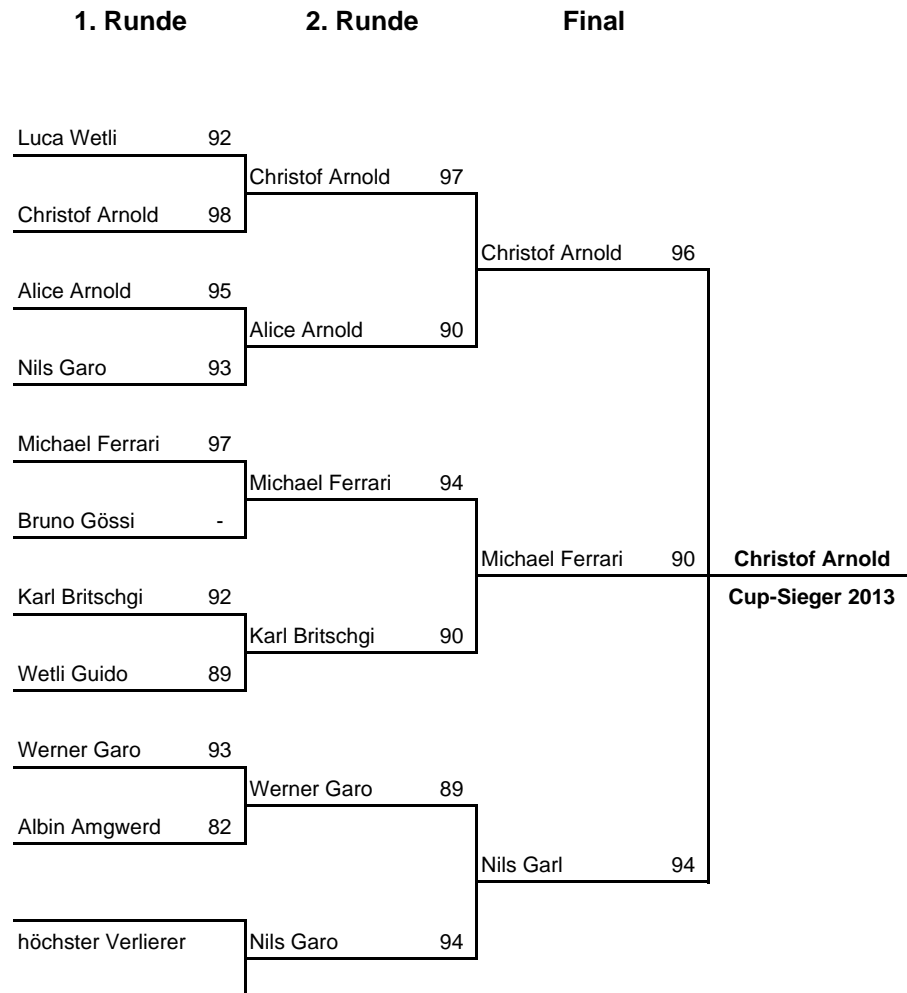 1. Runde 2. Runde Final
Luca Wetli 92
Christof Arnold 97
Christof Arnold 98
Christof Arnold 96
Alice Arnold 95
Alice Arnold 90
Nils Garo 93
Michael Ferrari 97
Michael Ferrari 94
Bruno Gössi -
Michael Ferrari 90 Christof Arnold
Karl Britschgi 92 Cup-Sieger 2013
Karl Britschgi 90
Wetli Guido 89
Werner Garo 93
Werner Garo 89
Albin Amgwerd 82
Nils Garl 94
höchster Verlierer Nils Garo 94